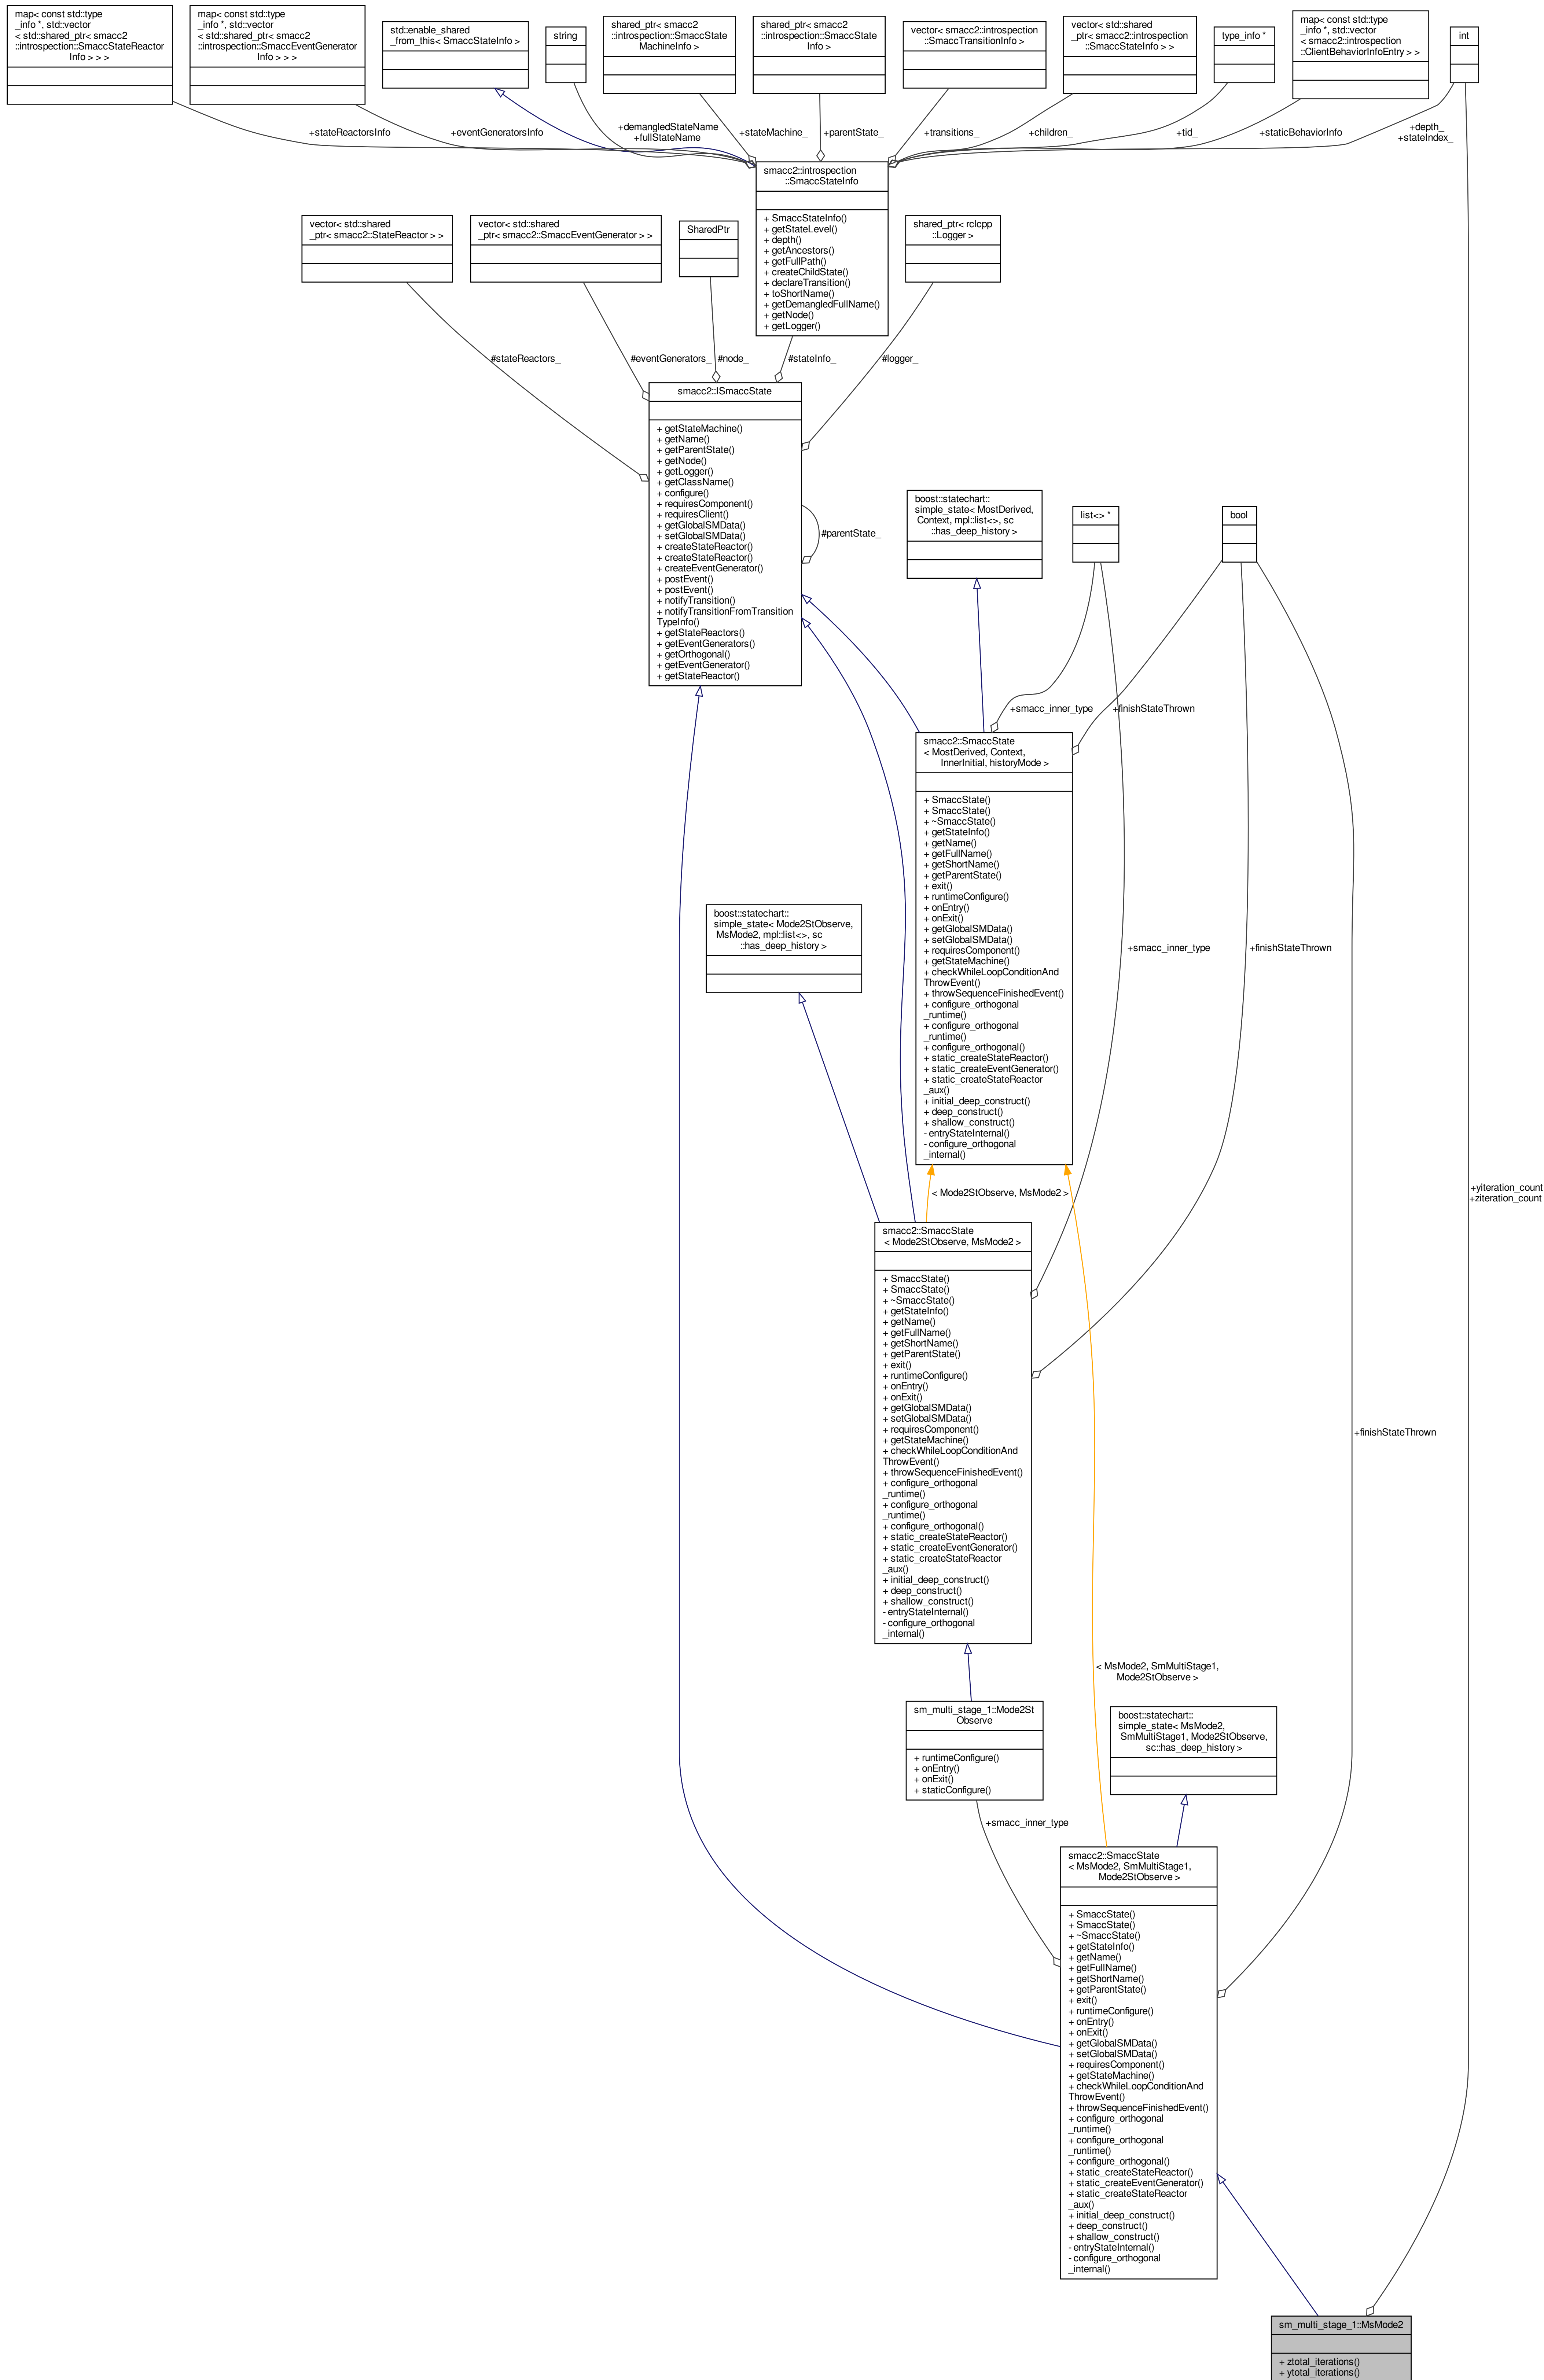 map< const std::type
_info *, std::vector
< std::shared_ptr< smacc2
::introspection::SmaccStateReactor
Info > > >
map< const std::type
_info *, std::vector
< std::shared_ptr< smacc2
::introspection::SmaccEventGenerator
Info > > >
std::enable_shared
_from_this< SmaccStateInfo >
string
shared_ptr< smacc2
::introspection::SmaccState
MachineInfo >
shared_ptr< smacc2
::introspection::SmaccState
Info >
vector< smacc2::introspection
::SmaccTransitionInfo >
vector< std::shared
_ptr< smacc2::introspection
::SmaccStateInfo > >
type_info *
map< const std::type
_info *, std::vector
< smacc2::introspection
::ClientBehaviorInfoEntry > >
int
+stateReactorsInfo
+eventGeneratorsInfo
+demangledStateName
+fullStateName
+stateMachine_
+parentState_
+transitions_
+children_
+tid_
+staticBehaviorInfo
+depth_
+stateIndex_
smacc2::introspection
::SmaccStateInfo
+ SmaccStateInfo()
+ getStateLevel()
+ depth()
+ getAncestors()
+ getFullPath()
+ createChildState()
+ declareTransition()
+ toShortName()
+ getDemangledFullName()
+ getNode()
+ getLogger()
vector< std::shared
_ptr< smacc2::StateReactor > >
vector< std::shared
_ptr< smacc2::SmaccEventGenerator > >
SharedPtr
shared_ptr< rclcpp
::Logger >
#stateReactors_
#eventGenerators_
#node_
#stateInfo_
#logger_
smacc2::ISmaccState
+ getStateMachine()
+ getName()
+ getParentState()
+ getNode()
+ getLogger()
+ getClassName()
+ configure()
+ requiresComponent()
+ requiresClient()
+ getGlobalSMData()
+ setGlobalSMData()
+ createStateReactor()
+ createStateReactor()
+ createEventGenerator()
+ postEvent()
+ postEvent()
+ notifyTransition()
+ notifyTransitionFromTransition
TypeInfo()
+ getStateReactors()
+ getEventGenerators()
+ getOrthogonal()
+ getEventGenerator()
+ getStateReactor()
#parentState_
boost::statechart::
simple_state< MostDerived,
Context, mpl::list<>, sc
::has_deep_history >
list<> *
bool
+smacc_inner_type
+finishStateThrown
smacc2::SmaccState
< MostDerived, Context,
InnerInitial, historyMode >
+ SmaccState()
+ SmaccState()
+ ~SmaccState()
+ getStateInfo()
+ getName()
+ getFullName()
+ getShortName()
+ getParentState()
+ exit()
+ runtimeConfigure()
+ onEntry()
+ onExit()
+ getGlobalSMData()
+ setGlobalSMData()
+ requiresComponent()
+ getStateMachine()
+ checkWhileLoopConditionAnd
ThrowEvent()
+ throwSequenceFinishedEvent()
+ configure_orthogonal
_runtime()
+ configure_orthogonal
_runtime()
+ configure_orthogonal()
+ static_createStateReactor()
+ static_createEventGenerator()
+ static_createStateReactor
_aux()
+ initial_deep_construct()
+ deep_construct()
+ shallow_construct()
- entryStateInternal()
- configure_orthogonal
_internal()
boost::statechart::
simple_state< Mode2StObserve,
MsMode2, mpl::list<>, sc
::has_deep_history >
+smacc_inner_type
+finishStateThrown
< Mode2StObserve, MsMode2 >
+yiteration_count
+ziteration_count
smacc2::SmaccState
< Mode2StObserve, MsMode2 >
+ SmaccState()
+ SmaccState()
+ ~SmaccState()
+ getStateInfo()
+ getName()
+ getFullName()
+ getShortName()
+ getParentState()
+ exit()
+ runtimeConfigure()
+ onEntry()
+ onExit()
+ getGlobalSMData()
+ setGlobalSMData()
+ requiresComponent()
+ getStateMachine()
+ checkWhileLoopConditionAnd
ThrowEvent()
+ throwSequenceFinishedEvent()
+ configure_orthogonal
_runtime()
+ configure_orthogonal
_runtime()
+ configure_orthogonal()
+ static_createStateReactor()
+ static_createEventGenerator()
+ static_createStateReactor
_aux()
+ initial_deep_construct()
+ deep_construct()
+ shallow_construct()
- entryStateInternal()
- configure_orthogonal
_internal()
+finishStateThrown
< MsMode2, SmMultiStage1,
Mode2StObserve >
sm_multi_stage_1::Mode2St
Observe
+ runtimeConfigure()
+ onEntry()
+ onExit()
+ staticConfigure()
boost::statechart::
simple_state< MsMode2,
SmMultiStage1, Mode2StObserve,
sc::has_deep_history >
+smacc_inner_type
smacc2::SmaccState
< MsMode2, SmMultiStage1,
Mode2StObserve >
+ SmaccState()
+ SmaccState()
+ ~SmaccState()
+ getStateInfo()
+ getName()
+ getFullName()
+ getShortName()
+ getParentState()
+ exit()
+ runtimeConfigure()
+ onEntry()
+ onExit()
+ getGlobalSMData()
+ setGlobalSMData()
+ requiresComponent()
+ getStateMachine()
+ checkWhileLoopConditionAnd
ThrowEvent()
+ throwSequenceFinishedEvent()
+ configure_orthogonal
_runtime()
+ configure_orthogonal
_runtime()
+ configure_orthogonal()
+ static_createStateReactor()
+ static_createEventGenerator()
+ static_createStateReactor
_aux()
+ initial_deep_construct()
+ deep_construct()
+ shallow_construct()
- entryStateInternal()
- configure_orthogonal
_internal()
sm_multi_stage_1::MsMode2
+ ztotal_iterations()
+ ytotal_iterations()